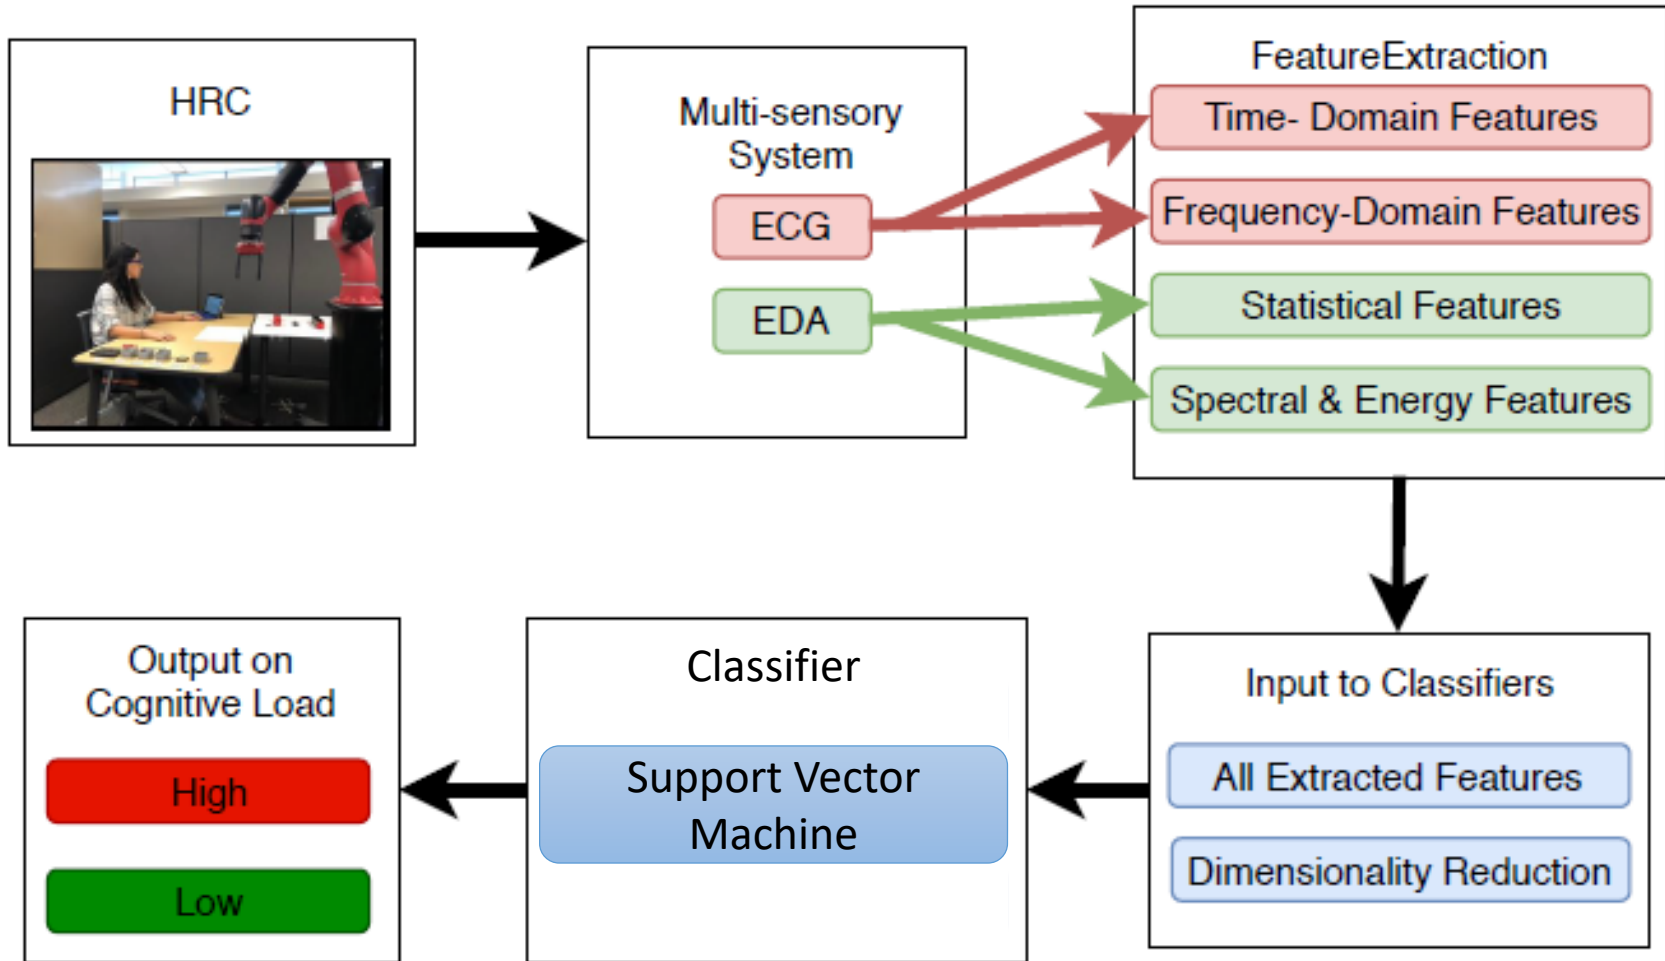 HRC
Multi-sensory
System
ECG
EDA
FeatureExtraction
Time- Domain Features
Frequency-Domain Features
Statistical Features
Spectral & Energy Features
Input to Classifiers
All Extracted Features
Dimensionality Reduction
Classifier
Support Vector
Machine
Output on
Cognitive Load
High
Low